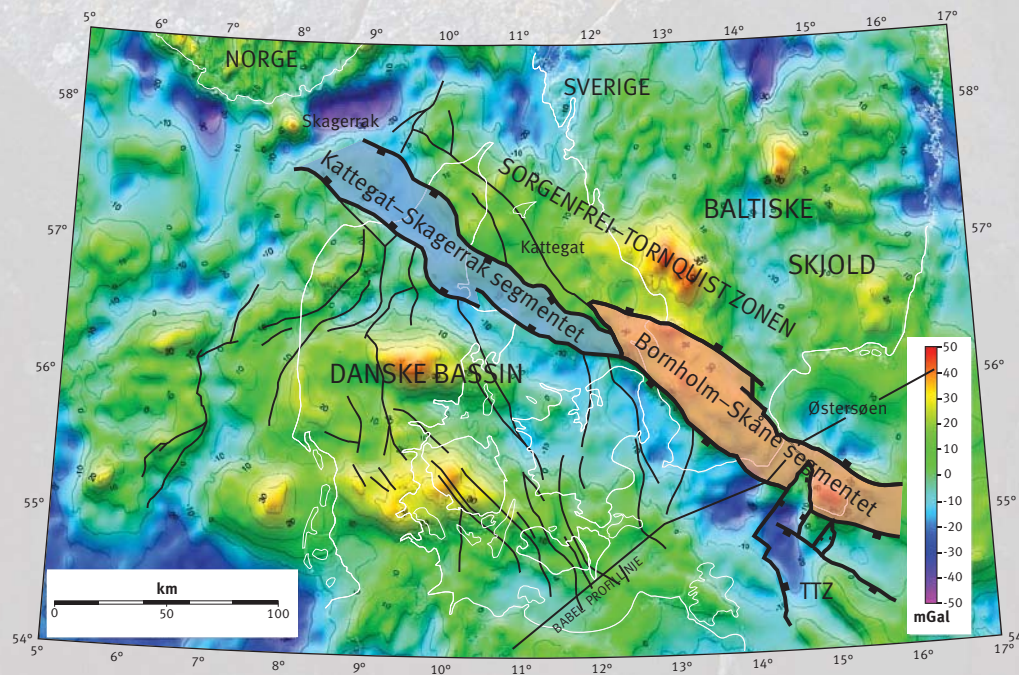 5° 6° 7° 8° 9° 10° 11° 12° 13° 14° 15° 16° 17°
NORGE
SVERIGE
58° 58°
Skagerrak
Kattegat–Skagerrak segmentet
SORGENFREI–TORNQUIST ZONEN
BALTISKE
SKJOLD
57° 57°
Kattegat
56° 56°
DANSKE BASSIN
Bornholm–Skåne segmentet
Østersøen
55° 55°
BABEL PROFILLINIE
TTZ
50
40
30
20
10
0
-10
-20
-30
-40
-50
mGal
km
0 50 100
54° 54
5° 6° 7° 8° 9° 10° 11° 12° 13° 14° 15° 16° 17°